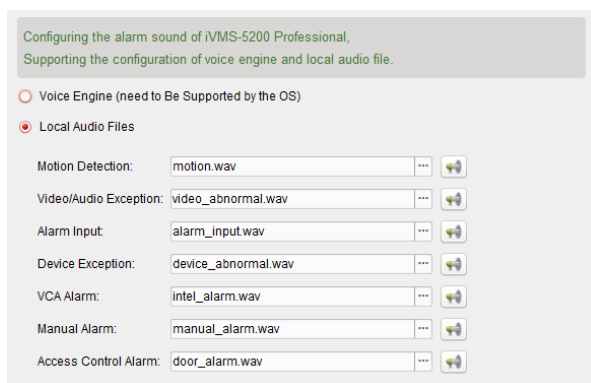 Configuring the alarm sound of iVMS-5200 Professional,
Supporting the configuration of voice engine and local audio file.
Voice Engine (need to Be Supported by the OS)
Local Audio Files
Motion Detection: motion.wav ...
Video/Audio Exception: video_abnormal.wav ...
Alarm Input: alarm_input.wav ...
Device Exception: device_abnormal.wav ...
VCA Alarm: intel_alarm.wav ...
Manual Alarm: manual_alarm.wav ...
Access Control Alarm: door_alarm.wav ...